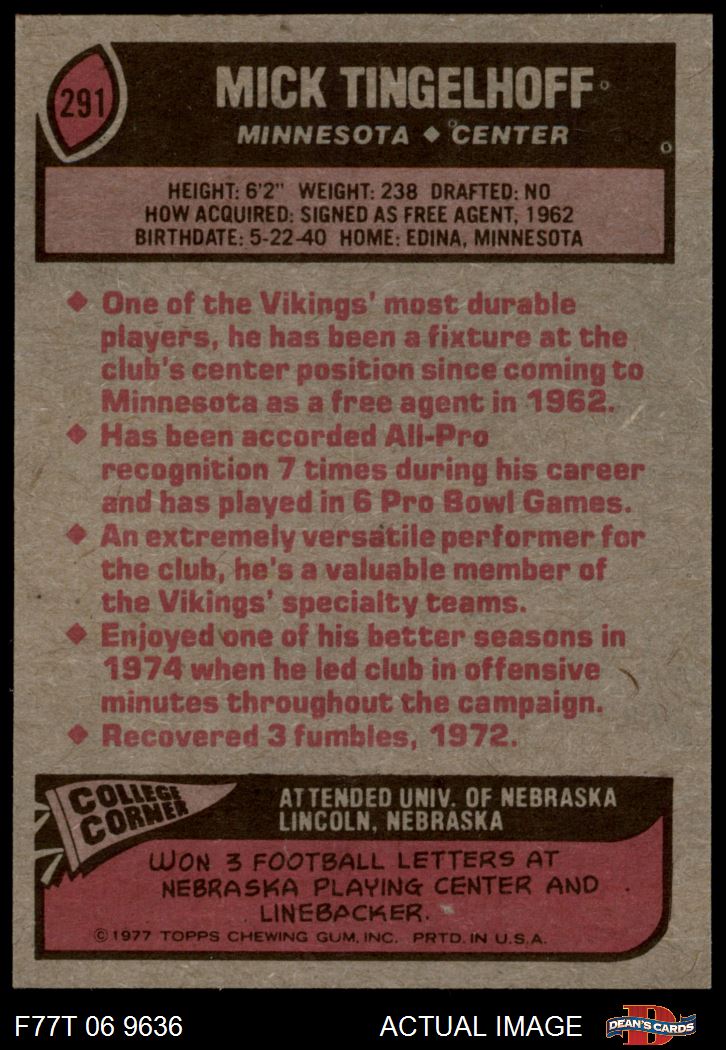 291
MICK TINGELHOFF
MINNESOTA ◆ CENTER
HEIGHT: 6'2" WEIGHT: 238 DRAFTED: NO
HOW ACQUIRED: SIGNED AS FREE AGENT, 1962
BIRTHDATE: 5-22-40 HOME: EDINA, MINNESOTA
◆ One of the Vikings' most durable
players, he has been a fixture at the
club's center position since coming to
Minnesota as a free agent in 1962.
◆ Has been accorded All-Pro
recognition 7 times during his career
and has played in 6 Pro Bowl Games.
◆ An extremely versatile performer for
the club, he's a valuable member of
the Vikings' specialty teams.
◆ Enjoyed one of his better seasons in
1974 when he led club in offensive
minutes throughout the campaign.
◆ Recovered 3 fumbles, 1972.
COLLEGE
CORNER
ATTENDED UNIV. OF NEBRASKA
LINCOLN, NEBRASKA
WON 3 FOOTBALL LETTERS AT
NEBRASKA PLAYING CENTER AND
LINEBACKER.
© 1977 TOPPS CHEWING GUM, INC. PRTD. IN U.S.A.
F77T 06 9636 ACTUAL IMAGE
D
DEAN'S CARDS